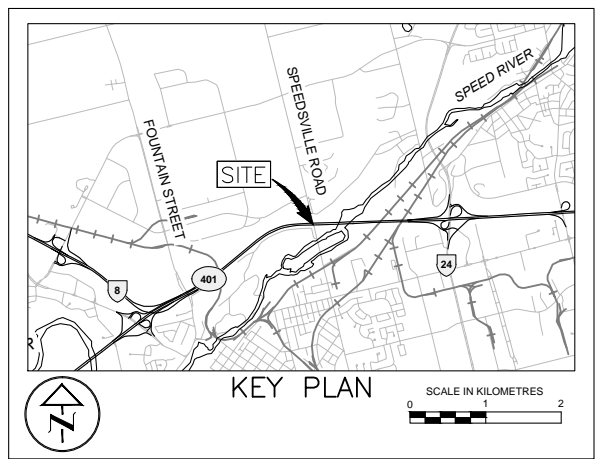 SPEED RIVER
SPEEDSVILLE ROAD
FOUNTAIN STREET
SITE
401
8
24
R
KEY PLAN
SCALE IN KILOMETRES
0 1 2
N